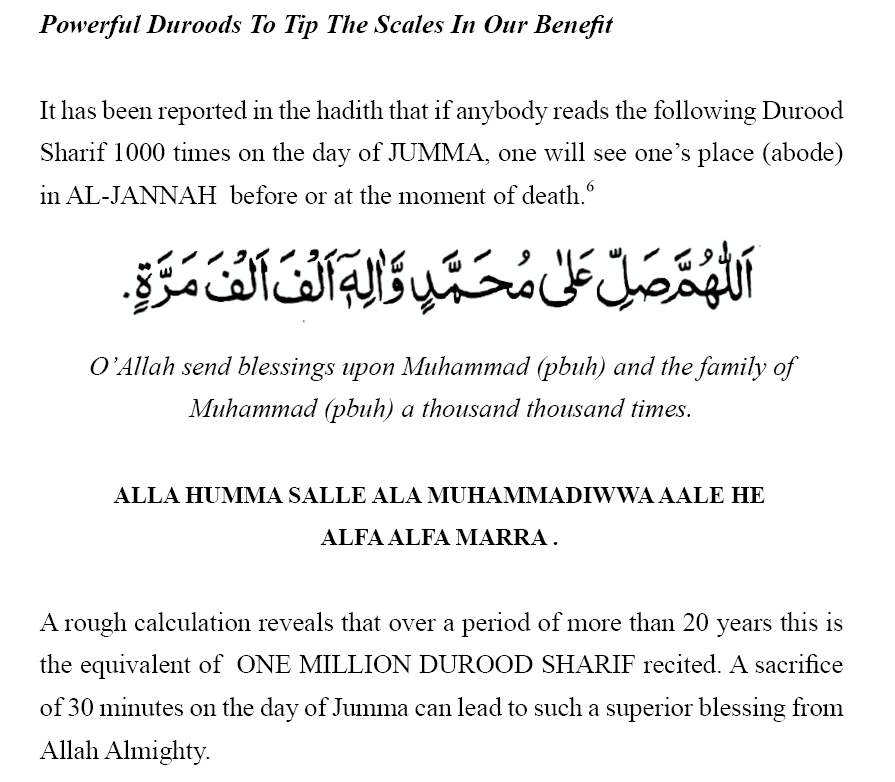 Powerful Duroods To Tip The Scales In Our Benefit
It has been reported in the hadith that if anybody reads the following Durood
Sharif 1000 times on the day of JUMMA, one will see one’s place (abode)
in AL-JANNAH before or at the moment of death.6
اَللّٰهُمَّ صَلِّ عَلٰى مُحَمَّدٍ وَّاٰلِهٖٓ اَلْفَ اَلْفَ مَرَّةٍ.
O’Allah send blessings upon Muhammad (pbuh) and the family of
Muhammad (pbuh) a thousand thousand times.
ALLA HUMMA SALLE ALA MUHAMMADIWWA AALE HE
ALFA ALFA MARRA .
A rough calculation reveals that over a period of more than 20 years this is
the equivalent of ONE MILLION DUROOD SHARIF recited. A sacrifice
of 30 minutes on the day of Jumma can lead to such a superior blessing from
Allah Almighty.